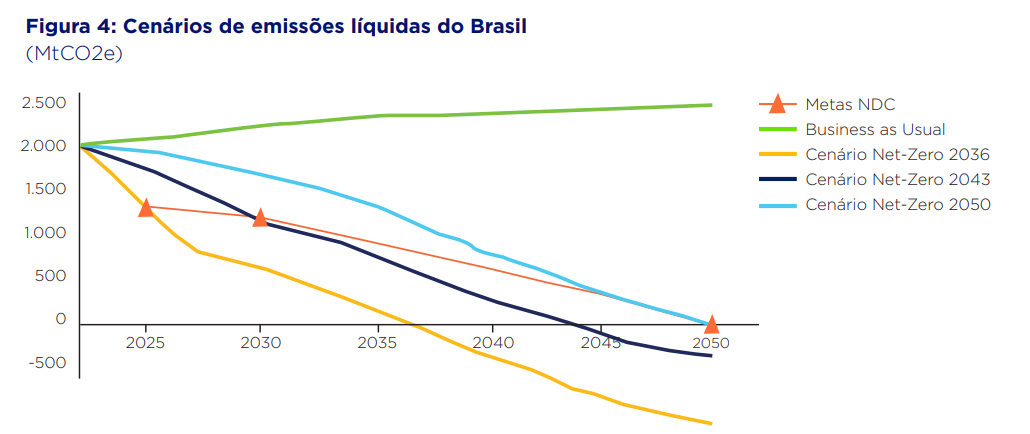 Figura 4: Cenários de emissões líquidas do Brasil
(MtCO2e)
2.500
2.000
1.500
1.000
500
0
-500
2025
2030
2035
2040
2045
2050
Metas NDC
Business as Usual
Cenário Net-Zero 2036
Cenário Net-Zero 2043
Cenário Net-Zero 2050